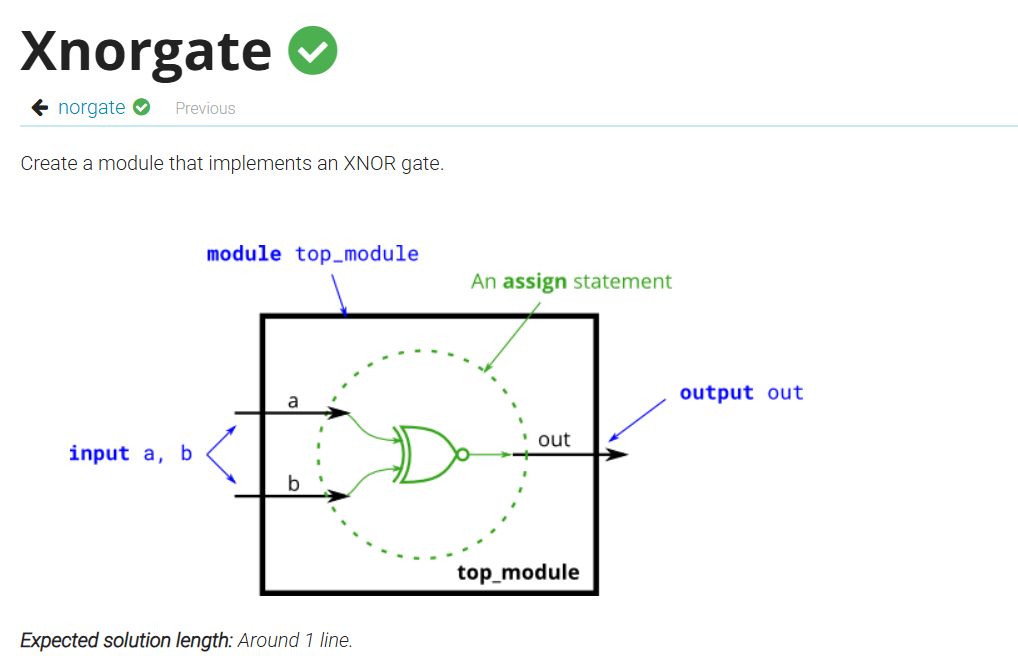 Xnorgate
norgate Previous
Create a module that implements an XNOR gate.
module top_module
An assign statement
a
output out
out
input a, b
b
top_module
Expected solution length: Around 1 line.